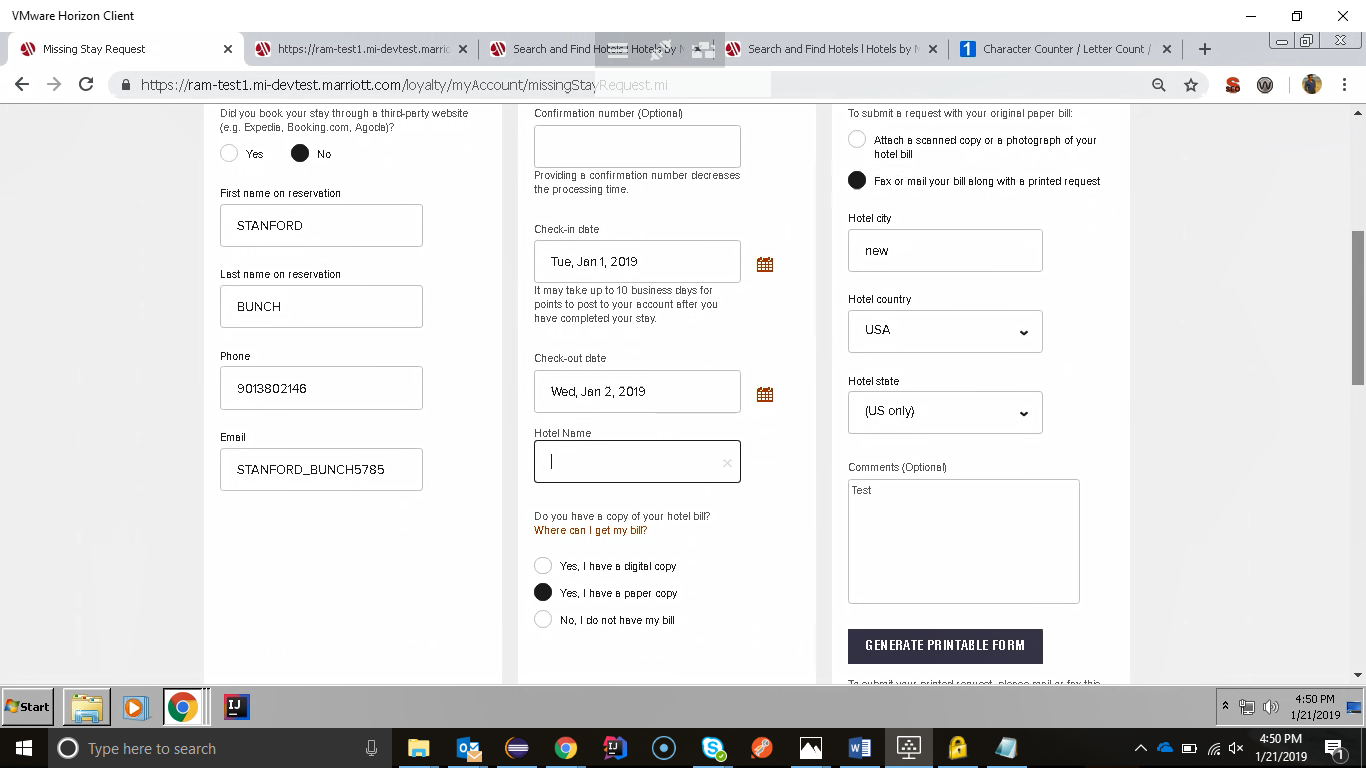 VMware Horizon Client
Missing Stay Request
https://ram-test1.mi-devtest.marric
Search and Find Hotels | Hotels by M
Search and Find Hotels | Hotels by M
Character Counter / Letter Count /
https://ram-test1.mi-devtest.marriott.com/loyalty/myAccount/missingStayRequest.mi
Did you book your stay through a third-party website
(e.g. Expedia, Booking.com, Agoda)?
Yes
No
First name on reservation
STANFORD
Last name on reservation
BUNCH
Phone
9013802146
Email
STANFORD_BUNCH5785
Confirmation number (Optional)
Providing a confirmation number decreases
the processing time.
Check-in date
Tue, Jan 1, 2019
It may take up to 10 business days for
points to post to your account after you
have completed your stay.
Check-out date
Wed, Jan 2, 2019
Hotel Name
Do you have a copy of your hotel bill?
Where can I get my bill?
Yes, I have a digital copy
Yes, I have a paper copy
No, I do not have my bill
To submit a request with your original paper bill:
Attach a scanned copy or a photograph of your
hotel bill
Fax or mail your bill along with a printed request
Hotel city
new
Hotel country
USA
Hotel state
(US only)
Comments (Optional)
Test
GENERATE PRINTABLE FORM
To submit your printed request, please mail or fax this
Start
4:50 PM
1/21/2019
Type here to search
4:50 PM
1/21/2019